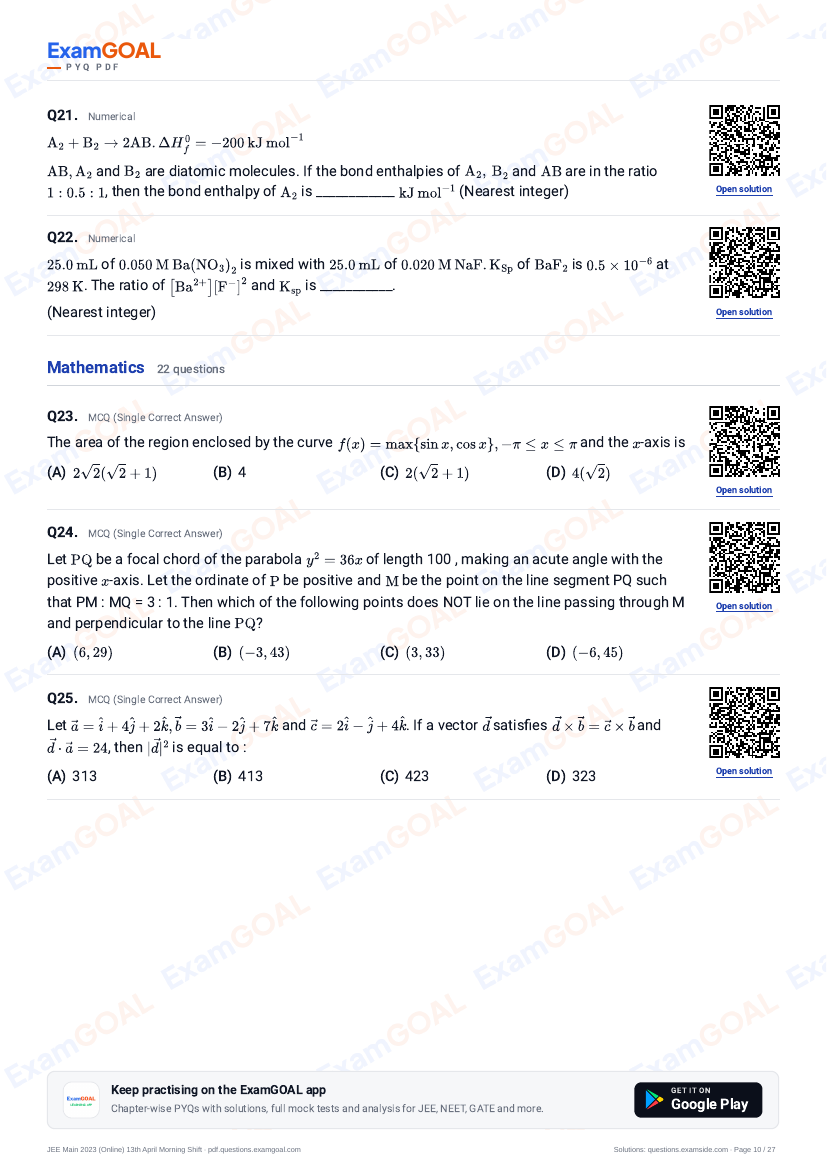 ExamGOAL
PYQ PDF
Q21. Numerical
A₂ + B₂ → 2AB. ΔH⁰f = −200 kJ mol⁻¹
AB, A₂ and B₂ are diatomic molecules. If the bond enthalpies of A₂, B₂ and AB are in the ratio
1 : 0.5 : 1, then the bond enthalpy of A₂ is __________ kJ mol⁻¹ (Nearest integer)
Open solution
Q22. Numerical
25.0 mL of 0.050 M Ba(NO₃)₂ is mixed with 25.0 mL of 0.020 M NaF. K_Sp of BaF₂ is 0.5 × 10⁻⁶ at
298 K. The ratio of [Ba²⁺][F⁻]² and K_sp is __________.
(Nearest integer)
Open solution
Mathematics 22 questions
Q23. MCQ (Single Correct Answer)
The area of the region enclosed by the curve f(x) = max{sin x, cos x}, −π ≤ x ≤ π and the x-axis is
(A) 2√2(√2 + 1) (B) 4 (C) 2(√2 + 1) (D) 4(√2)
Open solution
Q24. MCQ (Single Correct Answer)
Let PQ be a focal chord of the parabola y² = 36x of length 100 , making an acute angle with the
positive x-axis. Let the ordinate of P be positive and M be the point on the line segment PQ such
that PM : MQ = 3 : 1. Then which of the following points does NOT lie on the line passing through M
and perpendicular to the line PQ?
(A) (6, 29) (B) (−3, 43) (C) (3, 33) (D) (−6, 45)
Open solution
Q25. MCQ (Single Correct Answer)
Let a⃗ = î + 4ĵ + 2k̂, b⃗ = 3î − 2ĵ + 7k̂ and c⃗ = 2î − ĵ + 4k̂. If a vector d⃗ satisfies d⃗ × b⃗ = c⃗ × b⃗ and
d⃗ · a⃗ = 24, then |d⃗|² is equal to :
(A) 313 (B) 413 (C) 423 (D) 323
Open solution
Keep practising on the ExamGOAL app
Chapter-wise PYQs with solutions, full mock tests and analysis for JEE, NEET, GATE and more.
GET IT ON
Google Play
JEE Main 2023 (Online) 13th April Morning Shift · pdf.questions.examgoal.com
Solutions: questions.examside.com · Page 10 / 27